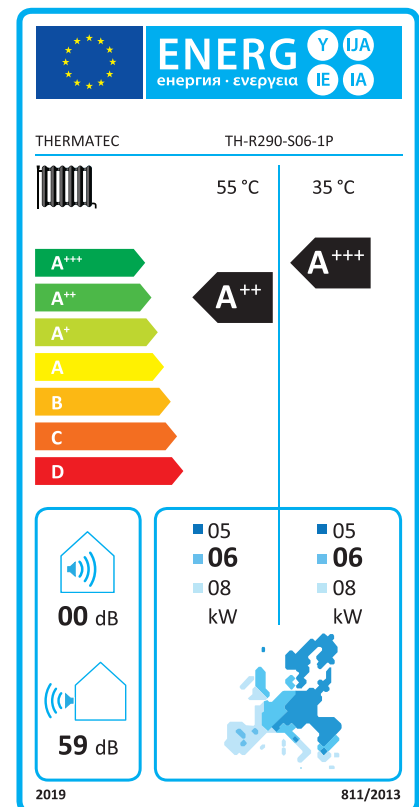 ENERG Y IJA
енергия · ενεργεια IE IA
THERMATEC TH-R290-S06-1P
55 °C 35 °C
A+++
A++
A+
A
B
C
D
A++
A+++
00 dB
59 dB
05
06
08
kW
05
06
08
kW
2019 811/2013